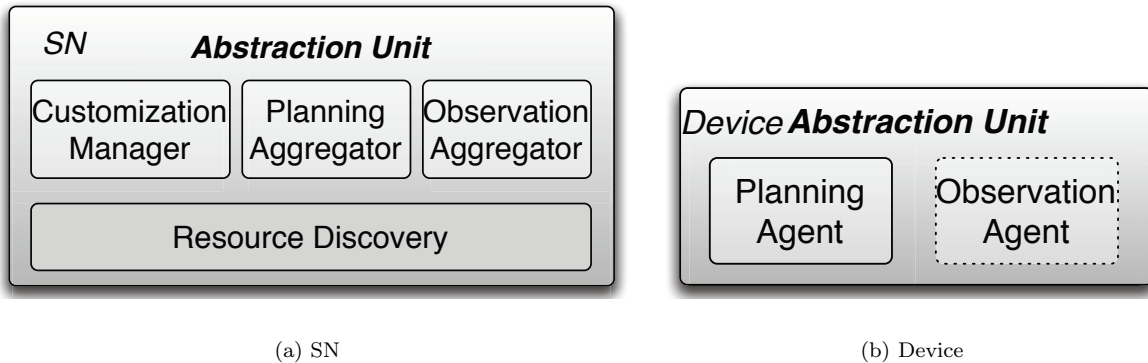 SN Abstraction Unit
Customization Manager
Planning Aggregator
Observation Aggregator
Resource Discovery
(a) SN
Device Abstraction Unit
Planning Agent
Observation Agent
(b) Device